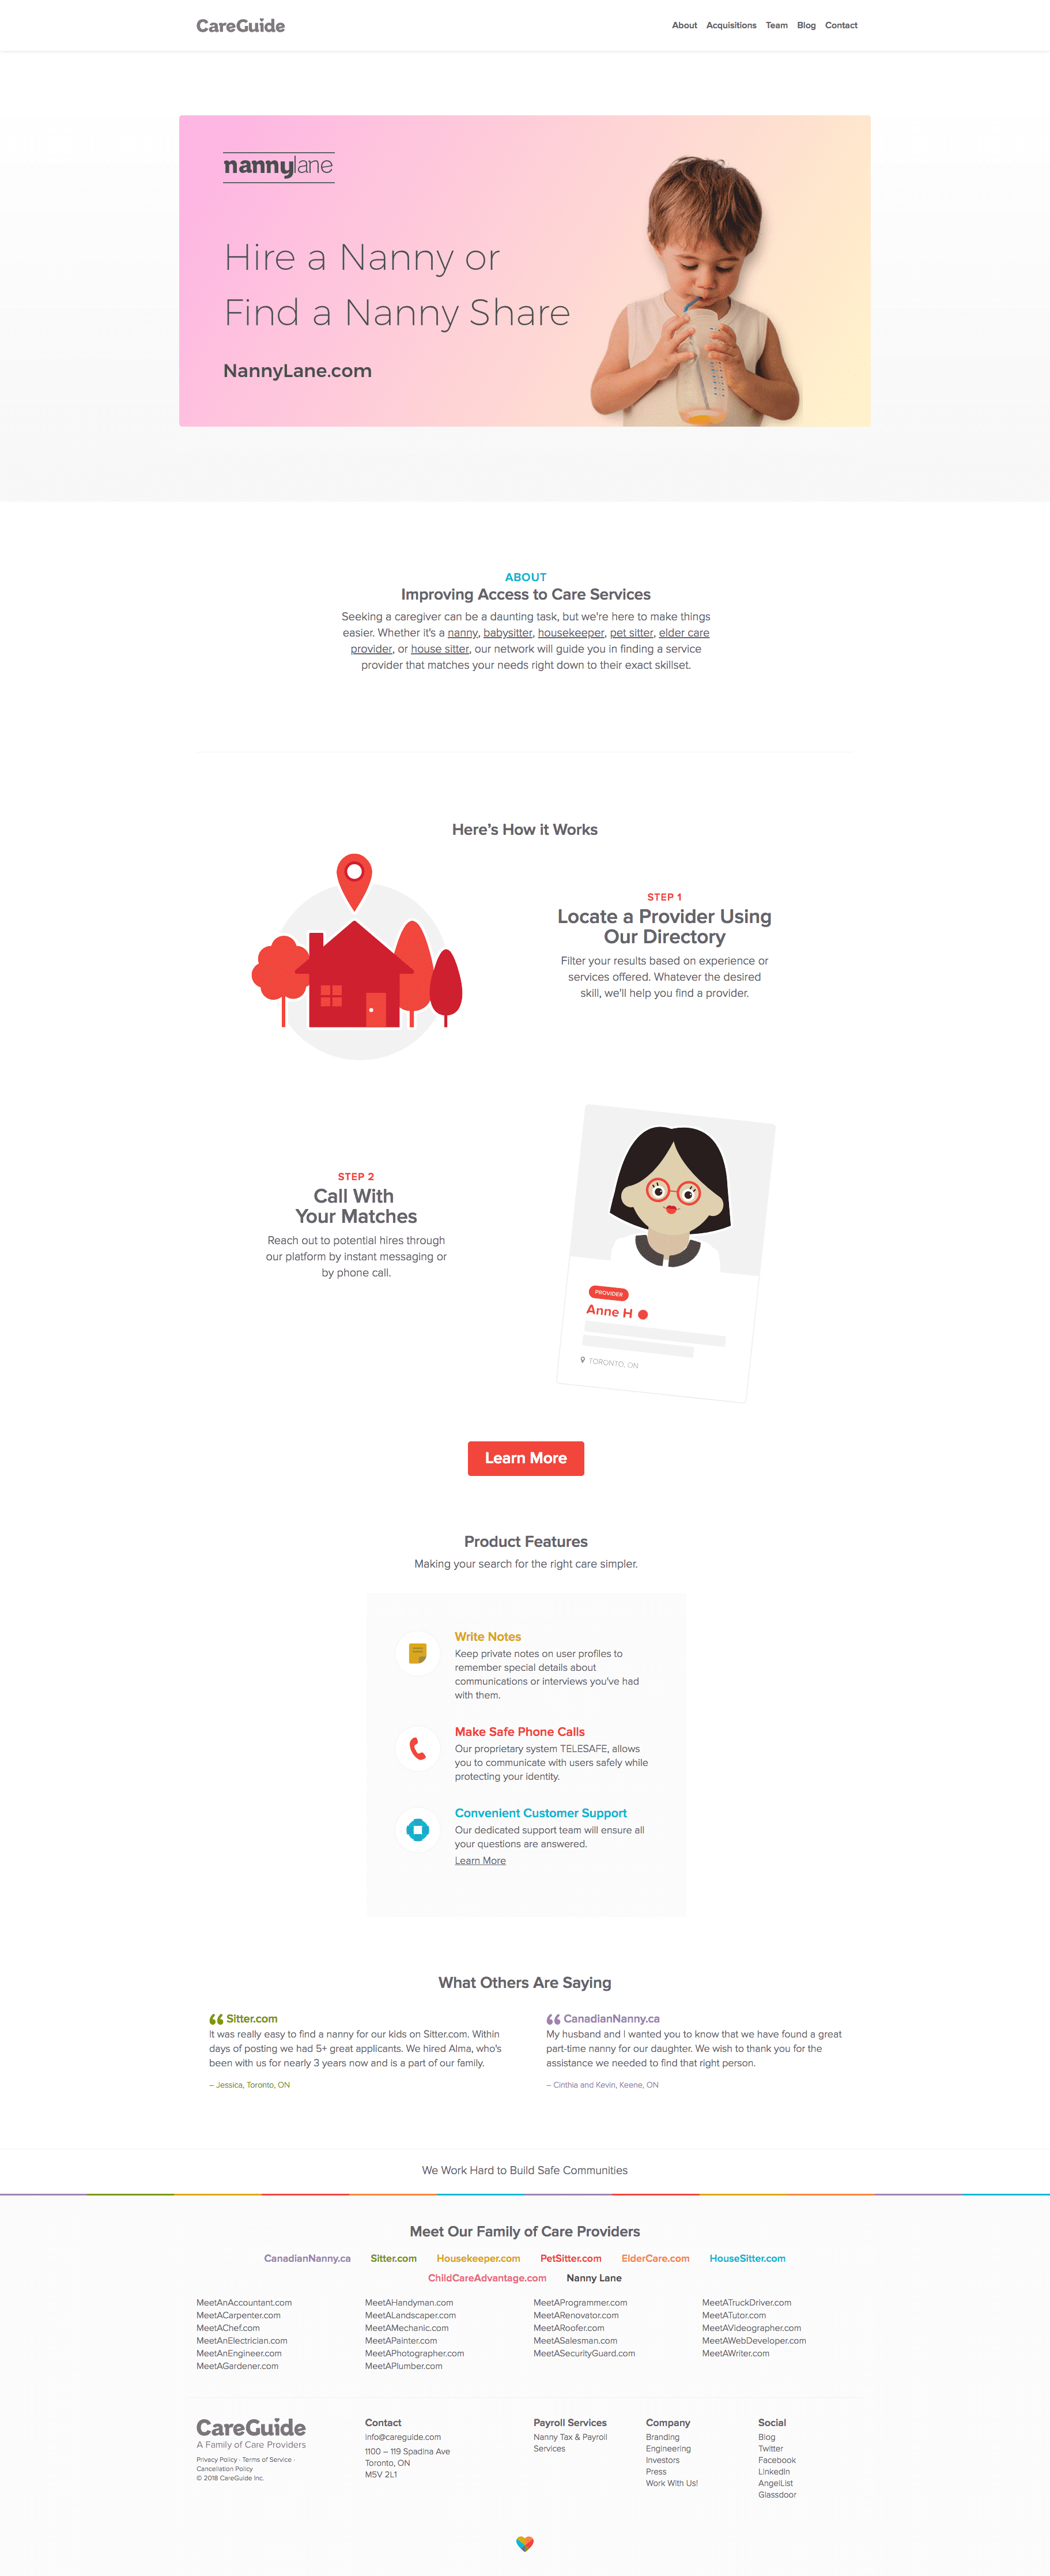 CareGuide
About Acquisitions Team Blog Contact
nannylane
Hire a Nanny or
Find a Nanny Share
NannyLane.com
ABOUT
Improving Access to Care Services
Seeking a caregiver can be a daunting task, but we're here to make things
easier. Whether it's a nanny, babysitter, housekeeper, pet sitter, elder care
provider, or house sitter, our network will guide you in finding a service
provider that matches your needs right down to their exact skillset.
Here's How it Works
STEP 1
Locate a Provider Using
Our Directory
Filter your results based on experience or
services offered. Whatever the desired
skill, we'll help you find a provider.
STEP 2
Call With
Your Matches
Reach out to potential hires through
our platform by instant messaging or
by phone call.
PROVIDER
Anne H
TORONTO, ON
Learn More
Product Features
Making your search for the right care simpler.
Write Notes
Keep private notes on user profiles to
remember special details about
communications or interviews you've had
with them.
Make Safe Phone Calls
Our proprietary system TELESAFE, allows
you to communicate with users safely while
protecting your identity.
Convenient Customer Support
Our dedicated support team will ensure all
your questions are answered.
Learn More
What Others Are Saying
Sitter.com
It was really easy to find a nanny for our kids on Sitter.com. Within
days of posting we had 5+ great applicants. We hired Alma, who's
been with us for nearly 3 years now and is a part of our family.
– Jessica, Toronto, ON
CanadianNanny.ca
My husband and I wanted you to know that we have found a great
part-time nanny for our daughter. We wish to thank you for the
assistance we needed to find that right person.
– Cinthia and Kevin, Keene, ON
We Work Hard to Build Safe Communities
Meet Our Family of Care Providers
CanadianNanny.ca Sitter.com Housekeeper.com PetSitter.com ElderCare.com HouseSitter.com
ChildCareAdvantage.com Nanny Lane
MeetAnAccountant.com
MeetACarpenter.com
MeetAChef.com
MeetAnElectrician.com
MeetAnEngineer.com
MeetAGardener.com
MeetAHandyman.com
MeetALandscaper.com
MeetAMechanic.com
MeetAPainter.com
MeetAPhotographer.com
MeetAPlumber.com
MeetAProgrammer.com
MeetARenovator.com
MeetARoofer.com
MeetASalesman.com
MeetASecurityGuard.com
MeetATruckDriver.com
MeetATutor.com
MeetAVideographer.com
MeetAWebDeveloper.com
MeetAWriter.com
CareGuide
A Family of Care Providers
Privacy Policy · Terms of Service ·
Cancellation Policy
© 2018 CareGuide Inc.
Contact
info@careguide.com
1100 – 119 Spadina Ave
Toronto, ON
M5V 2L1
Payroll Services
Nanny Tax & Payroll
Services
Company
Branding
Engineering
Investors
Press
Work With Us!
Social
Blog
Twitter
Facebook
LinkedIn
AngelList
Glassdoor